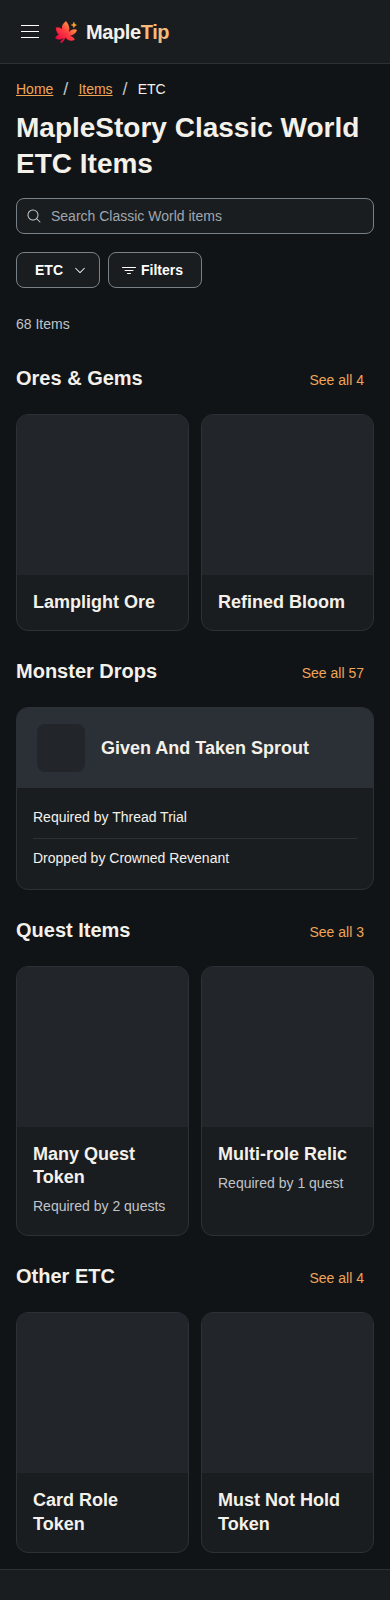 MapleTip
Home / Items / ETC
MapleStory Classic World
ETC Items
Search Classic World items
ETC
Filters
68 Items
Ores & Gems
See all 4
Lamplight Ore
Refined Bloom
Monster Drops
See all 57
Given And Taken Sprout
Required by Thread Trial
Dropped by Crowned Revenant
Quest Items
See all 3
Many Quest
Token
Required by 2 quests
Multi-role Relic
Required by 1 quest
Other ETC
See all 4
Card Role
Token
Must Not Hold
Token